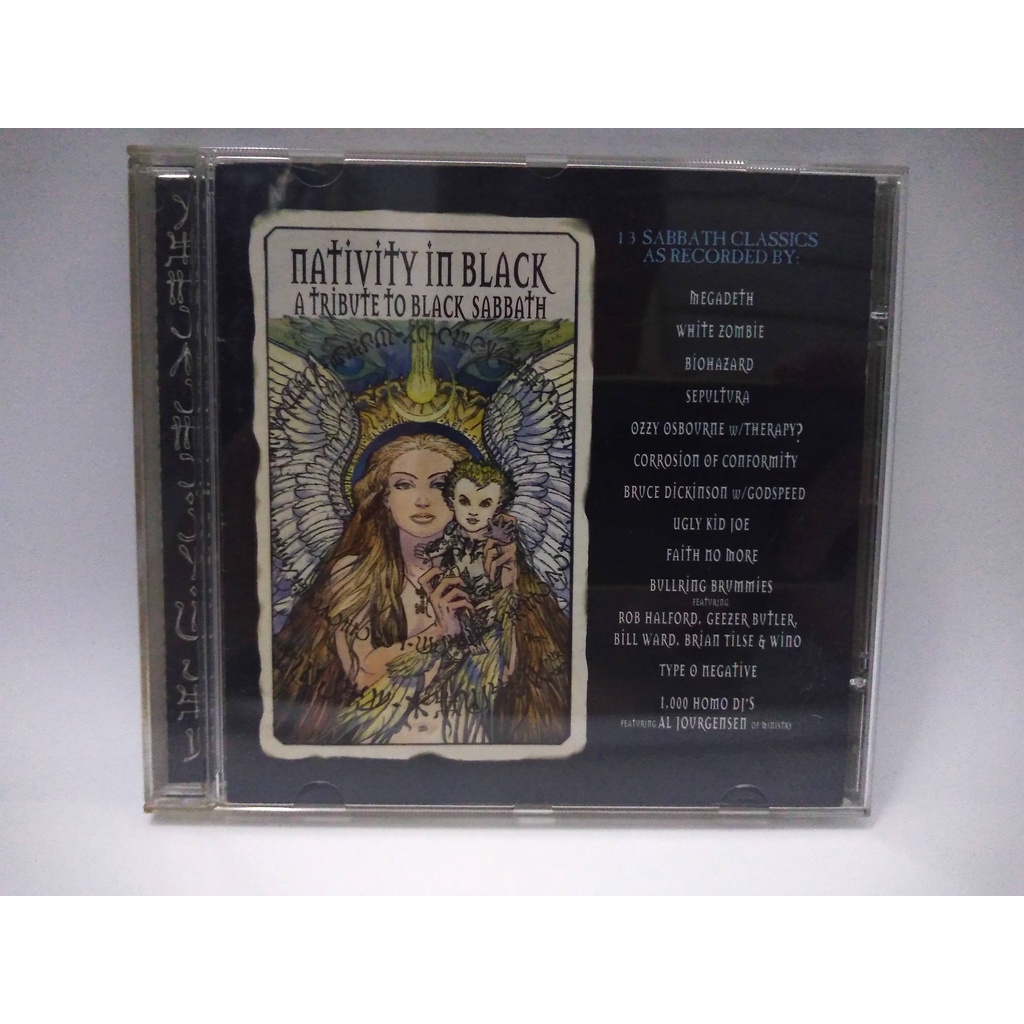 NATIVITY IN BLACK
A TRIBUTE TO BLACK SABBATH
13 SABBATH CLASSICS
AS RECORDED BY:
MEGADETH
WHITE ZOMBIE
BIOHAZARD
SEPULTURA
OZZY OSBOURNE W/THERAPY?
CORROSION OF CONFORMITY
BRUCE DICKINSON W/GODSPEED
UGLY KID JOE
FAITH NO MORE
BULLRING BRUMMIES
FEATURING
ROB HALFORD, GEEZER BUTLER,
BILL WARD, BRIAN TILSE & WINO
TYPE O NEGATIVE
1,000 HOMO DJ'S
FEATURING AL JOURGENSEN OF MINISTRY